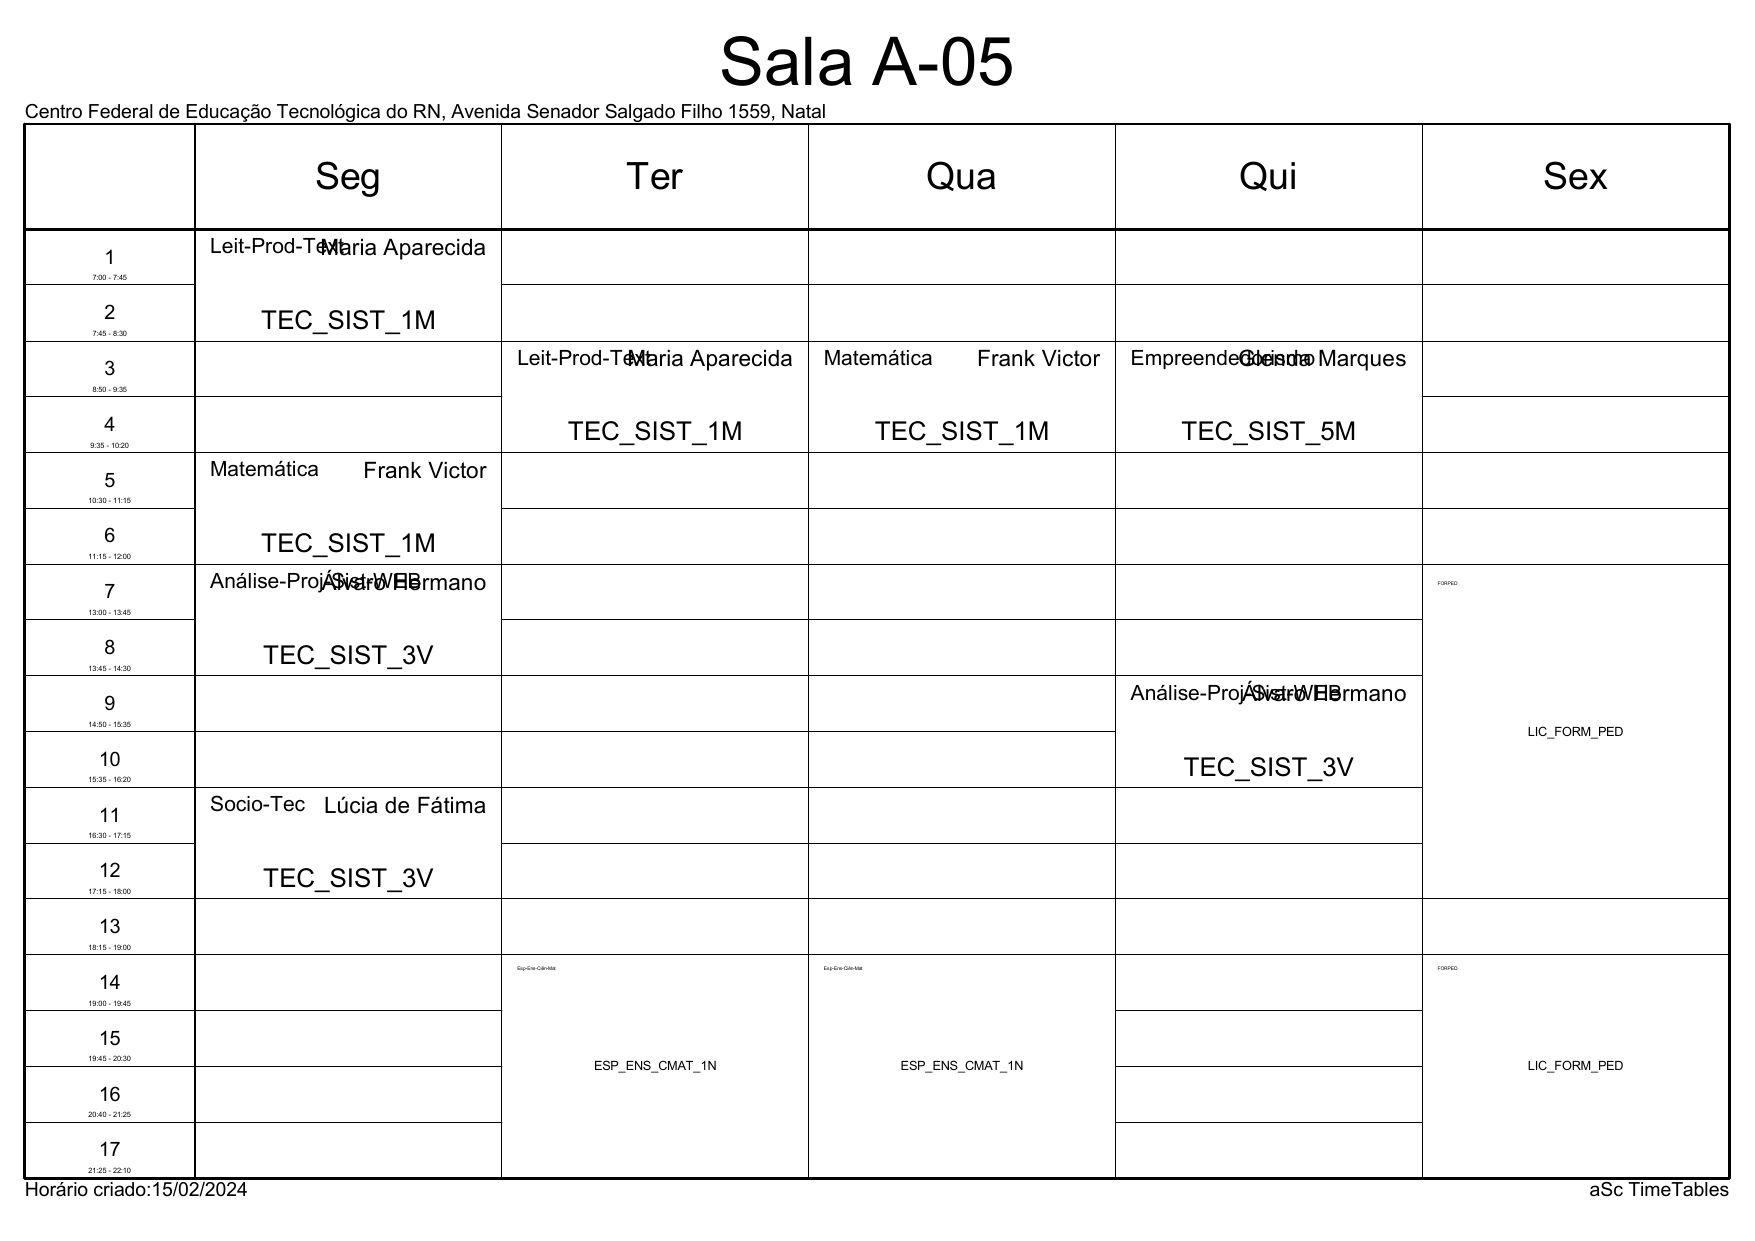 Sala A-05
Centro Federal de Educação Tecnológica do RN, Avenida Senador Salgado Filho 1559, Natal
Seg Ter Qua Qui Sex
1
7:00 - 7:45
Leit-Prod-Text Maria Aparecida
2
7:45 - 8:30
TEC_SIST_1M
3
8:50 - 9:35
Leit-Prod-Text Maria Aparecida Matemática Frank Victor Empreendedorismo Glenda Marques
4
9:35 - 10:20
TEC_SIST_1M TEC_SIST_1M TEC_SIST_5M
5
10:30 - 11:15
Matemática Frank Victor
6
11:15 - 12:00
TEC_SIST_1M
7
13:00 - 13:45
Análise-Proj-Sist-WEB Álvaro Hermano FORPED
8
13:45 - 14:30
TEC_SIST_3V
9
14:50 - 15:35
Análise-Proj-Sist-WEB Álvaro Hermano
LIC_FORM_PED
10
15:35 - 16:20
TEC_SIST_3V
11
16:30 - 17:15
Socio-Tec Lúcia de Fátima
12
17:15 - 18:00
TEC_SIST_3V
13
18:15 - 19:00
14
19:00 - 19:45
Esp-Ens-Ciên-Mat Esp-Ens-Ciên-Mat FORPED
15
19:45 - 20:30
ESP_ENS_CMAT_1N ESP_ENS_CMAT_1N LIC_FORM_PED
16
20:40 - 21:25
17
21:25 - 22:10
Horário criado:15/02/2024 aSc TimeTables